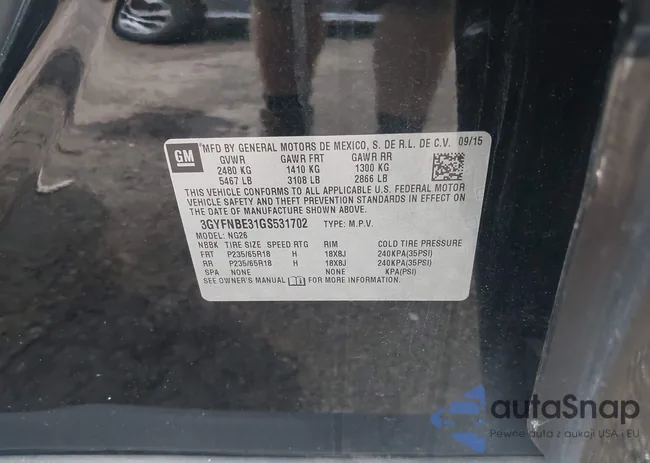 GM
MFD BY GENERAL MOTORS DE MEXICO, S. DE R.L. DE C.V. 09/15
GVWR GAWR FRT GAWR RR
2480 KG 1410 KG 1300 KG
5467 LB 3108 LB 2866 LB
THIS VEHICLE CONFORMS TO ALL APPLICABLE U.S. FEDERAL MOTOR
VEHICLE SAFETY AND THEFT PREVENTION STANDARDS IN EFFECT ON
THE DATE OF MANUFACTURE SHOWN ABOVE.
3GYFNBE31GS531702 TYPE: M.P.V.
MODEL: NG26
NBBK TIRE SIZE SPEED RTG RIM COLD TIRE PRESSURE
FRT P235/65R18 H 18X8J 240KPA(35PSI)
RR P235/65R18 H 18X8J 240KPA(35PSI)
SPA NONE NONE KPA(PSI)
SEE OWNER'S MANUAL FOR MORE INFORMATION.
autoSnap
Pewne auta z aukcji USA i EU